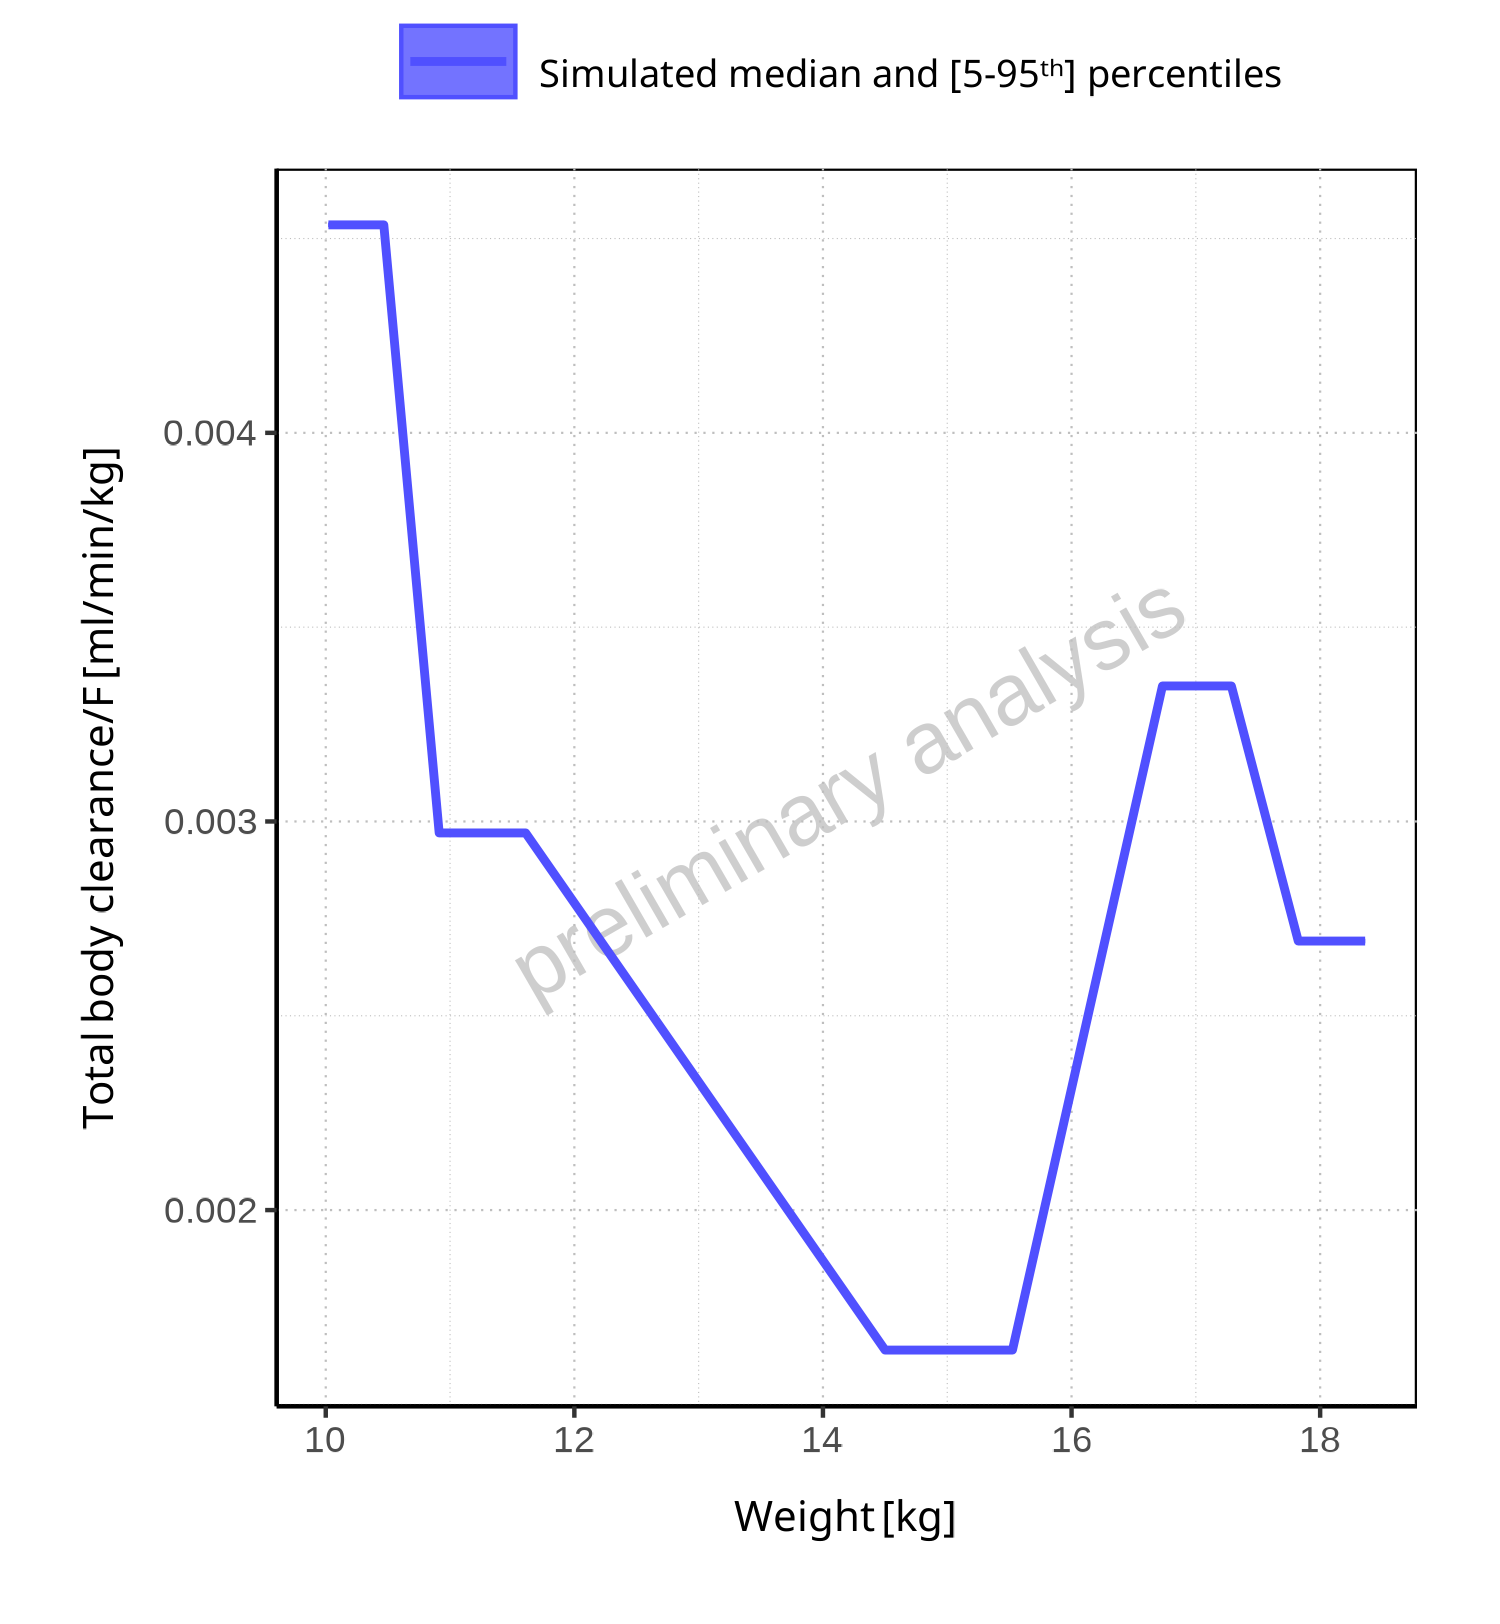 Simulated median and [5-95th] percentiles
0.004
0.003
0.002
Total body clearance/F [ml/min/kg]
preliminary analysis
10 12 14 16 18
Weight [kg]